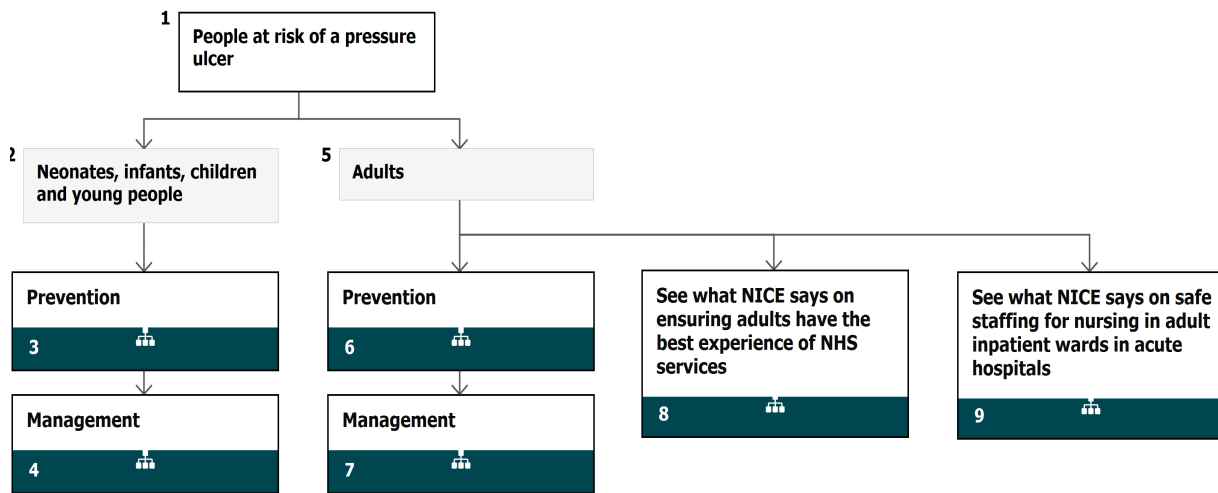 1
People at risk of a pressure
ulcer
2
Neonates, infants, children
and young people
5
Adults
Prevention
3
Prevention
6
See what NICE says on
ensuring adults have the
best experience of NHS
services
8
See what NICE says on safe
staffing for nursing in adult
inpatient wards in acute
hospitals
9
Management
4
Management
7